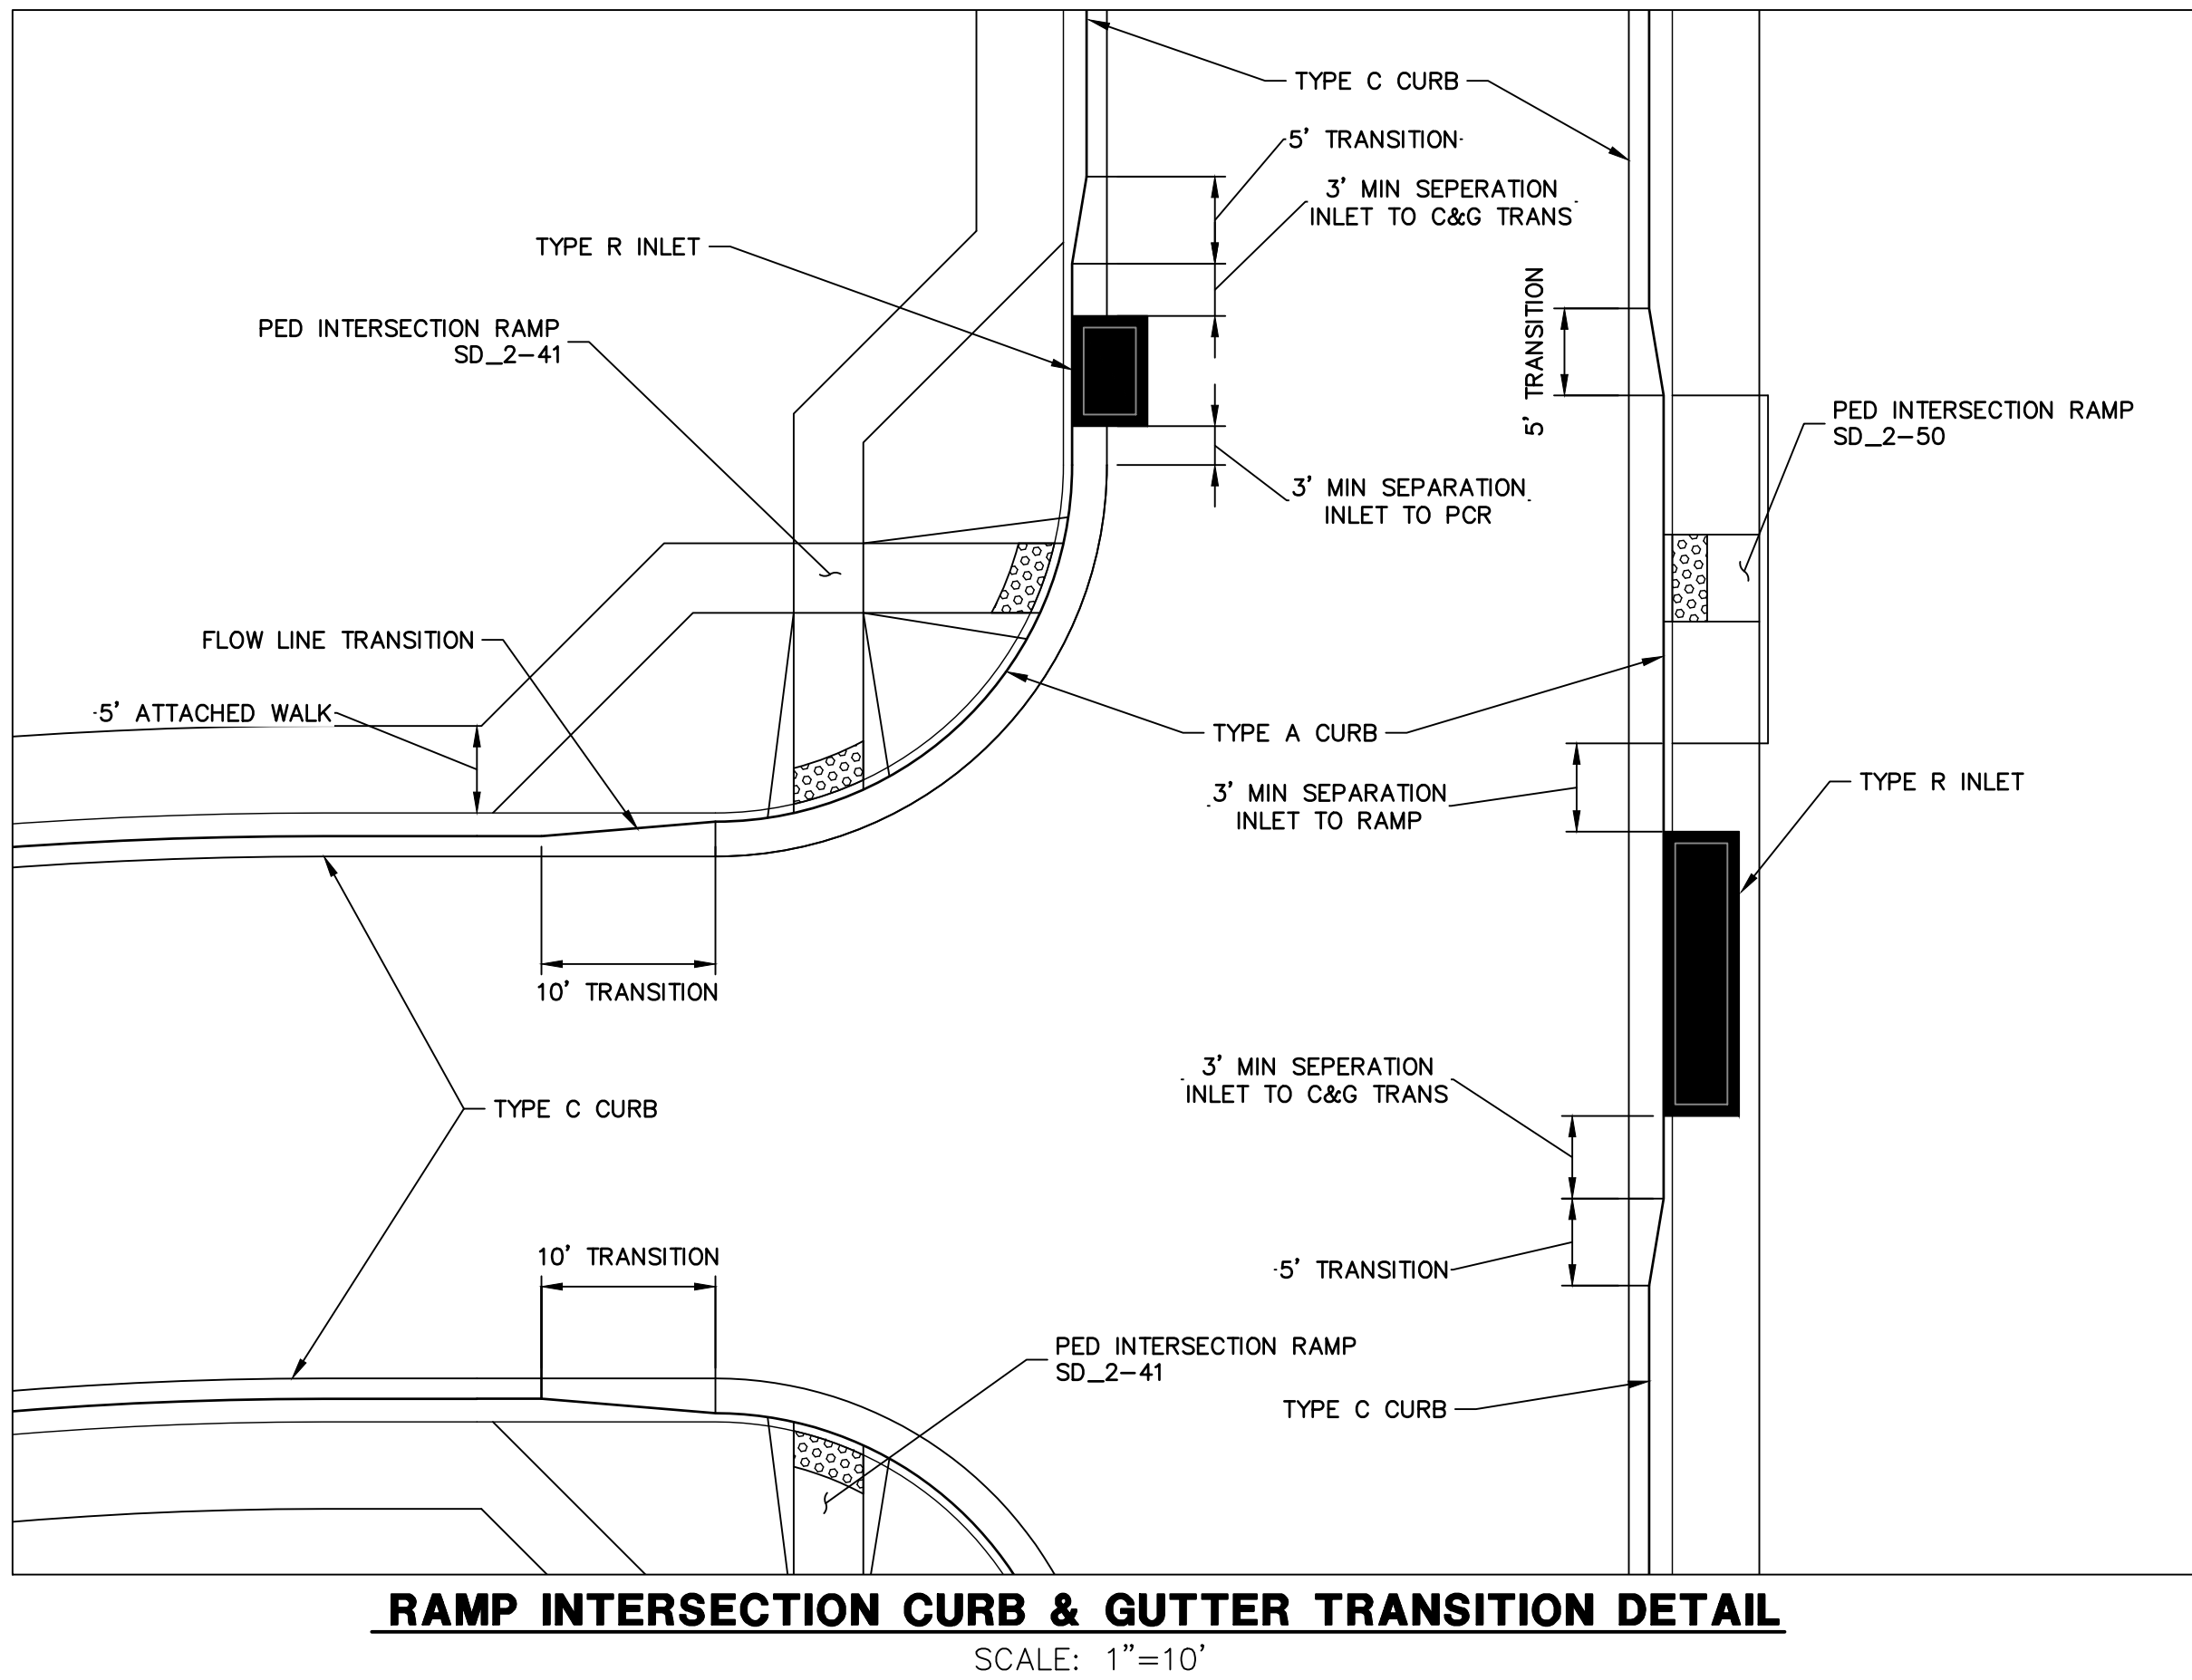 TYPE C CURB
5' TRANSITION
3' MIN SEPERATION
INLET TO C&G TRANS
TYPE R INLET
5' TRANSITION
PED INTERSECTION RAMP
SD_2-41
PED INTERSECTION RAMP
SD_2-50
3' MIN SEPARATION
INLET TO PCR
FLOW LINE TRANSITION
5' ATTACHED WALK
TYPE A CURB
3' MIN SEPARATION
INLET TO RAMP
TYPE R INLET
10' TRANSITION
3' MIN SEPERATION
INLET TO C&G TRANS
TYPE C CURB
10' TRANSITION
5' TRANSITION
PED INTERSECTION RAMP
SD_2-41
TYPE C CURB
RAMP INTERSECTION CURB & GUTTER TRANSITION DETAIL
SCALE: 1"=10'